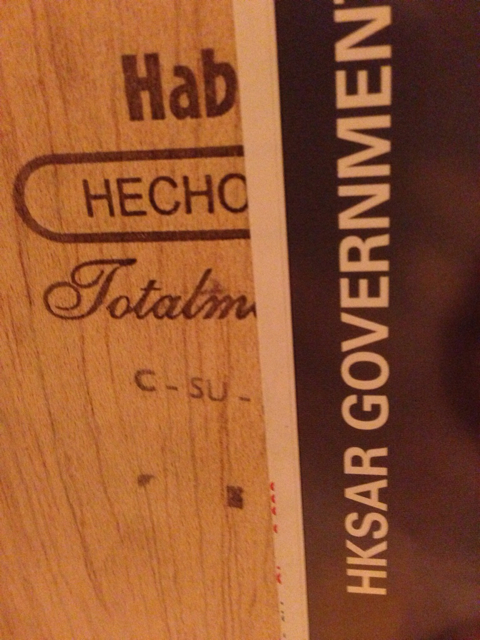 Hab
HECHO
Totalm
C-SU-
HKSAR GOVERNMENT